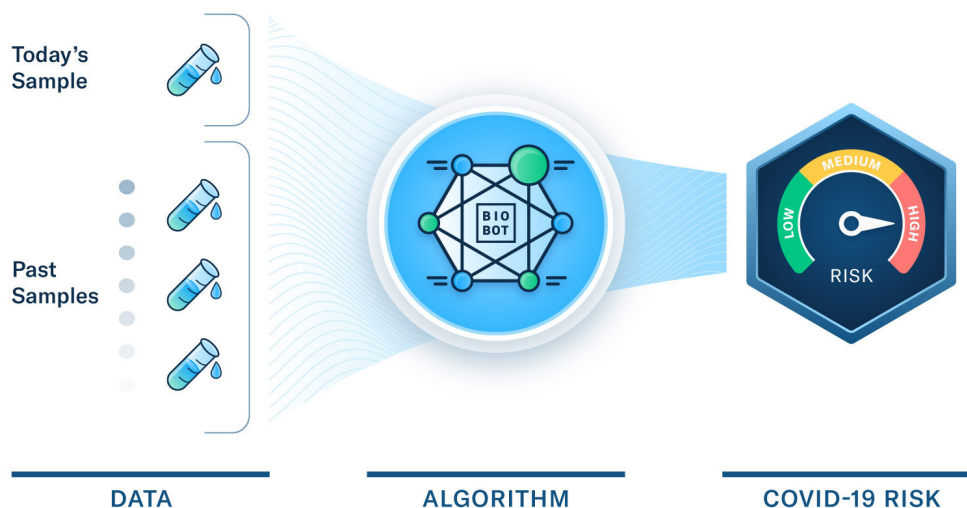 Today's
Sample
Past
Samples
BIO
BOT
LOW
MEDIUM
HIGH
RISK
DATA
ALGORITHM
COVID-19 RISK